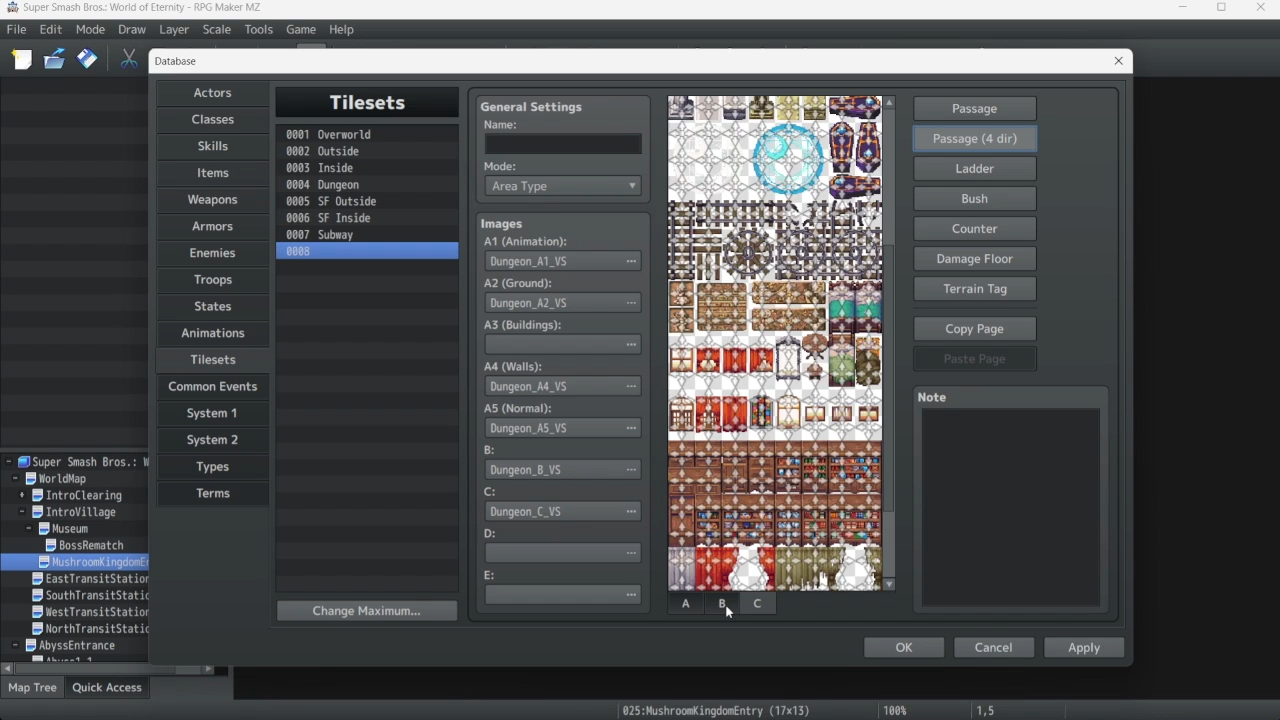 Super Smash Bros.: World of Eternity - RPG Maker MZ
File Edit Mode Draw Layer Scale Tools Game Help
Database
Actors
Classes
Skills
Items
Weapons
Armors
Enemies
Troops
States
Animations
Tilesets
Common Events
System 1
System 2
Types
Terms
Tilesets
0001 Overworld
0002 Outside
0003 Inside
0004 Dungeon
0005 SF Outside
0006 SF Inside
0007 Subway
0008
Change Maximum...
General Settings
Name:
Mode:
Area Type
Images
A1 (Animation):
Dungeon_A1_VS ...
A2 (Ground):
Dungeon_A2_VS ...
A3 (Buildings):
...
A4 (Walls):
Dungeon_A4_VS ...
A5 (Normal):
Dungeon_A5_VS ...
B:
Dungeon_B_VS ...
C:
Dungeon_C_VS ...
D:
...
E:
...
A B C
Passage
Passage (4 dir)
Ladder
Bush
Counter
Damage Floor
Terrain Tag
Copy Page
Paste Page
Note
OK Cancel Apply
Super Smash Bros.: W
WorldMap
IntroClearing
IntroVillage
Museum
BossRematch
MushroomKingdomE
EastTransitStation
SouthTransitStatio
WestTransitStation
NorthTransitStatio
AbyssEntrance
Map Tree Quick Access
025:MushroomKingdomEntry (17x13) 100% 1,5